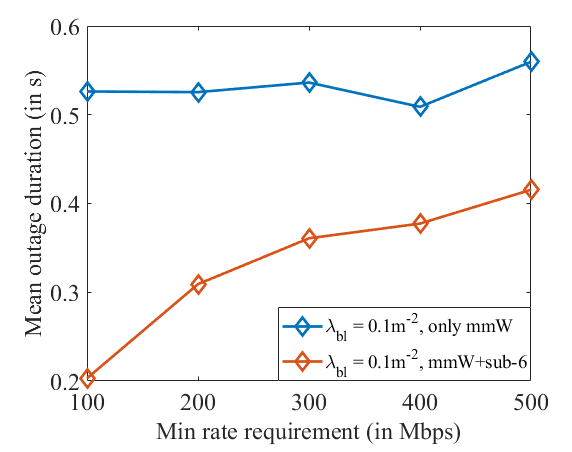 0.6
0.5
0.4
0.3
0.2
Mean outage duration (in s)
λbl = 0.1m-2, only mmW
λbl = 0.1m-2, mmW+sub-6
100 200 300 400 500
Min rate requirement (in Mbps)